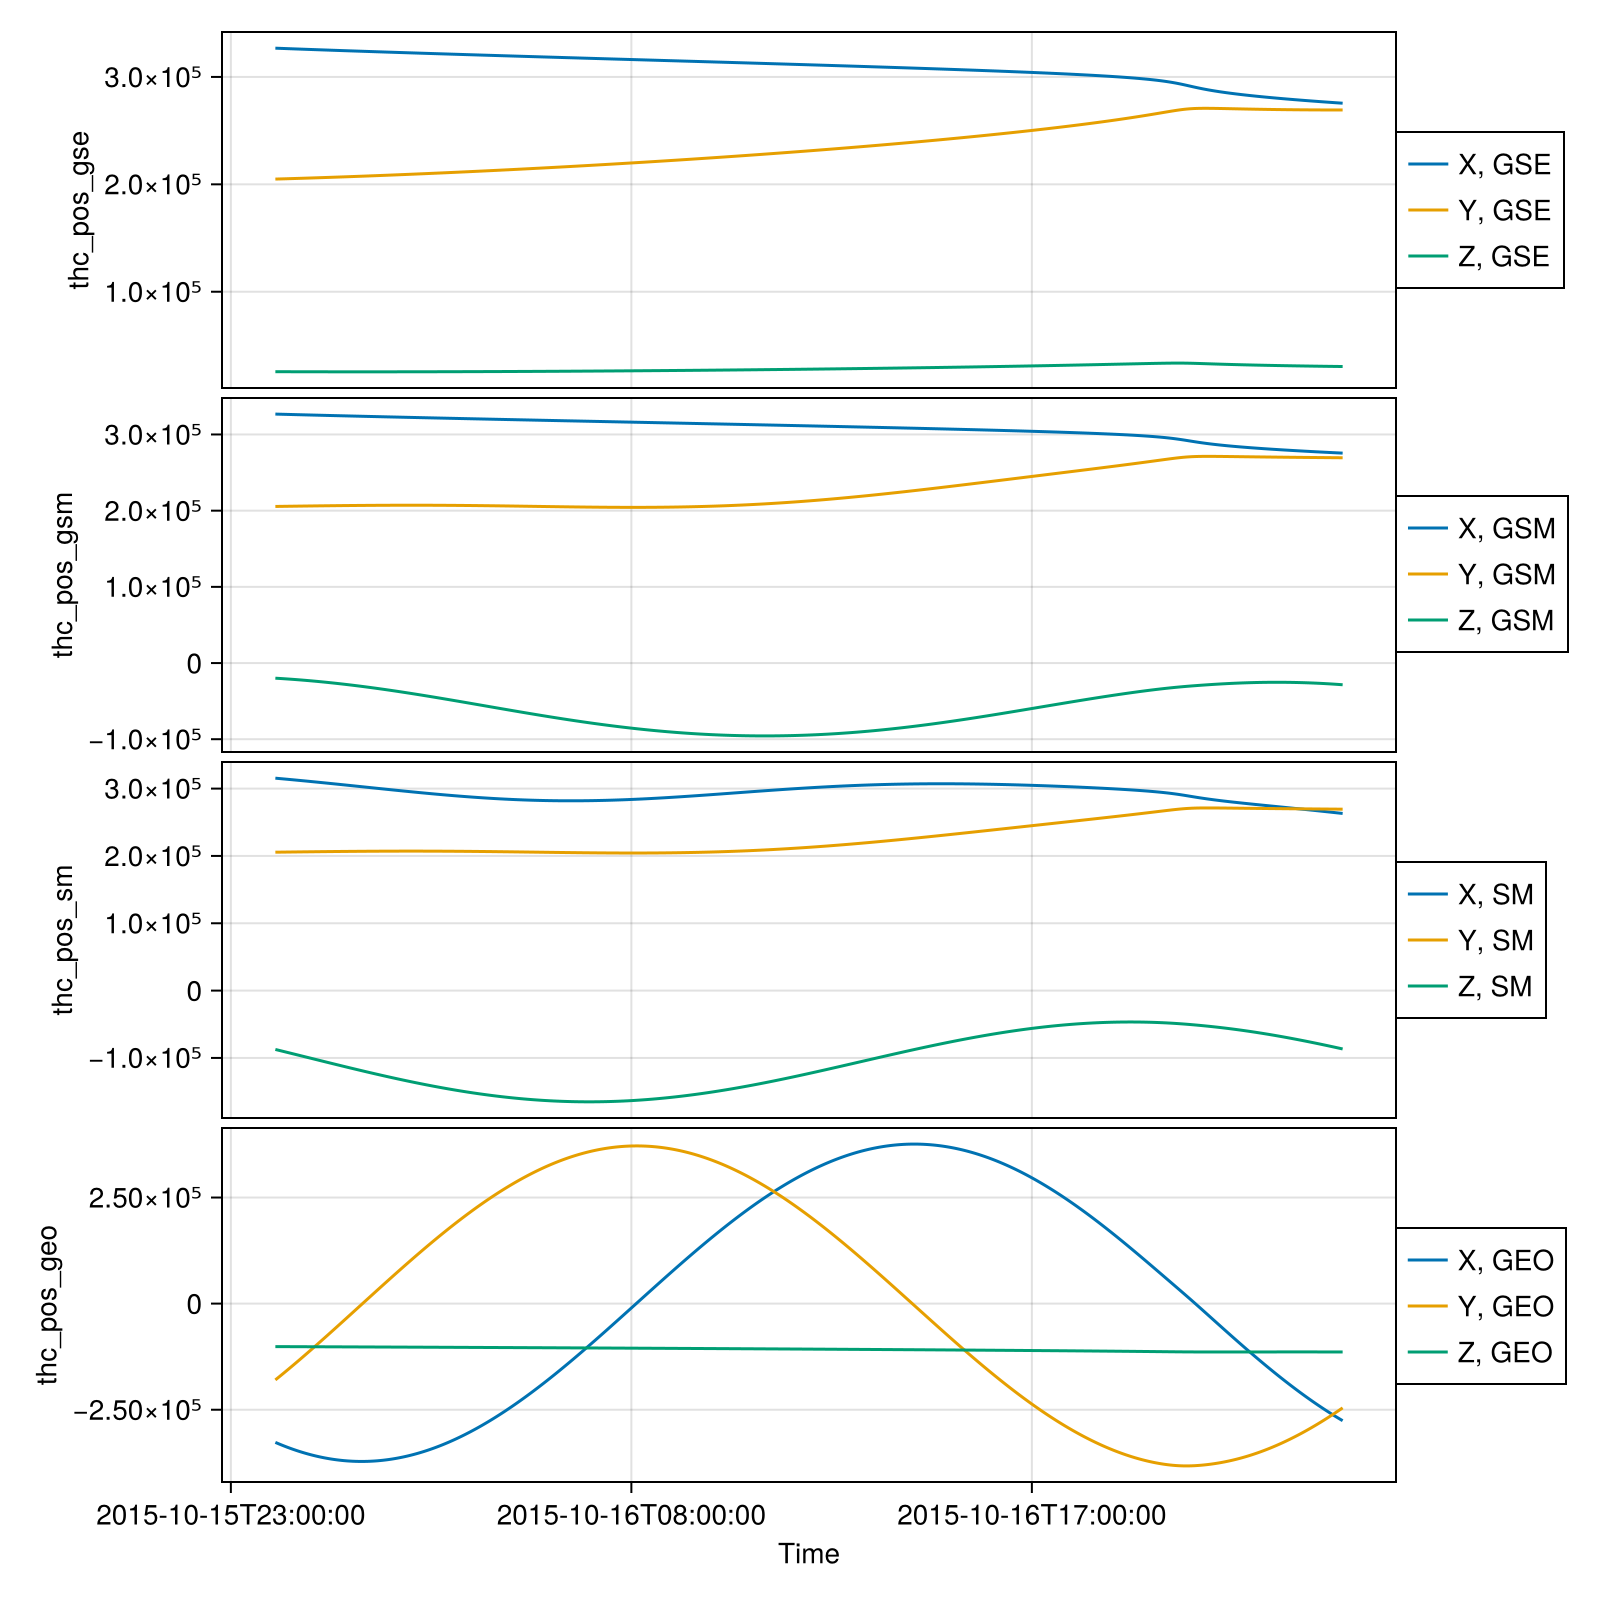 thc_pos_gse
3.0×10⁵
2.0×10⁵
1.0×10⁵
X, GSE
Y, GSE
Z, GSE
thc_pos_gsm
3.0×10⁵
2.0×10⁵
1.0×10⁵
0
−1.0×10⁵
X, GSM
Y, GSM
Z, GSM
thc_pos_sm
3.0×10⁵
2.0×10⁵
1.0×10⁵
0
−1.0×10⁵
X, SM
Y, SM
Z, SM
thc_pos_geo
2.50×10⁵
0
−2.50×10⁵
X, GEO
Y, GEO
Z, GEO
2015-10-15T23:00:00 2015-10-16T08:00:00 2015-10-16T17:00:00
Time